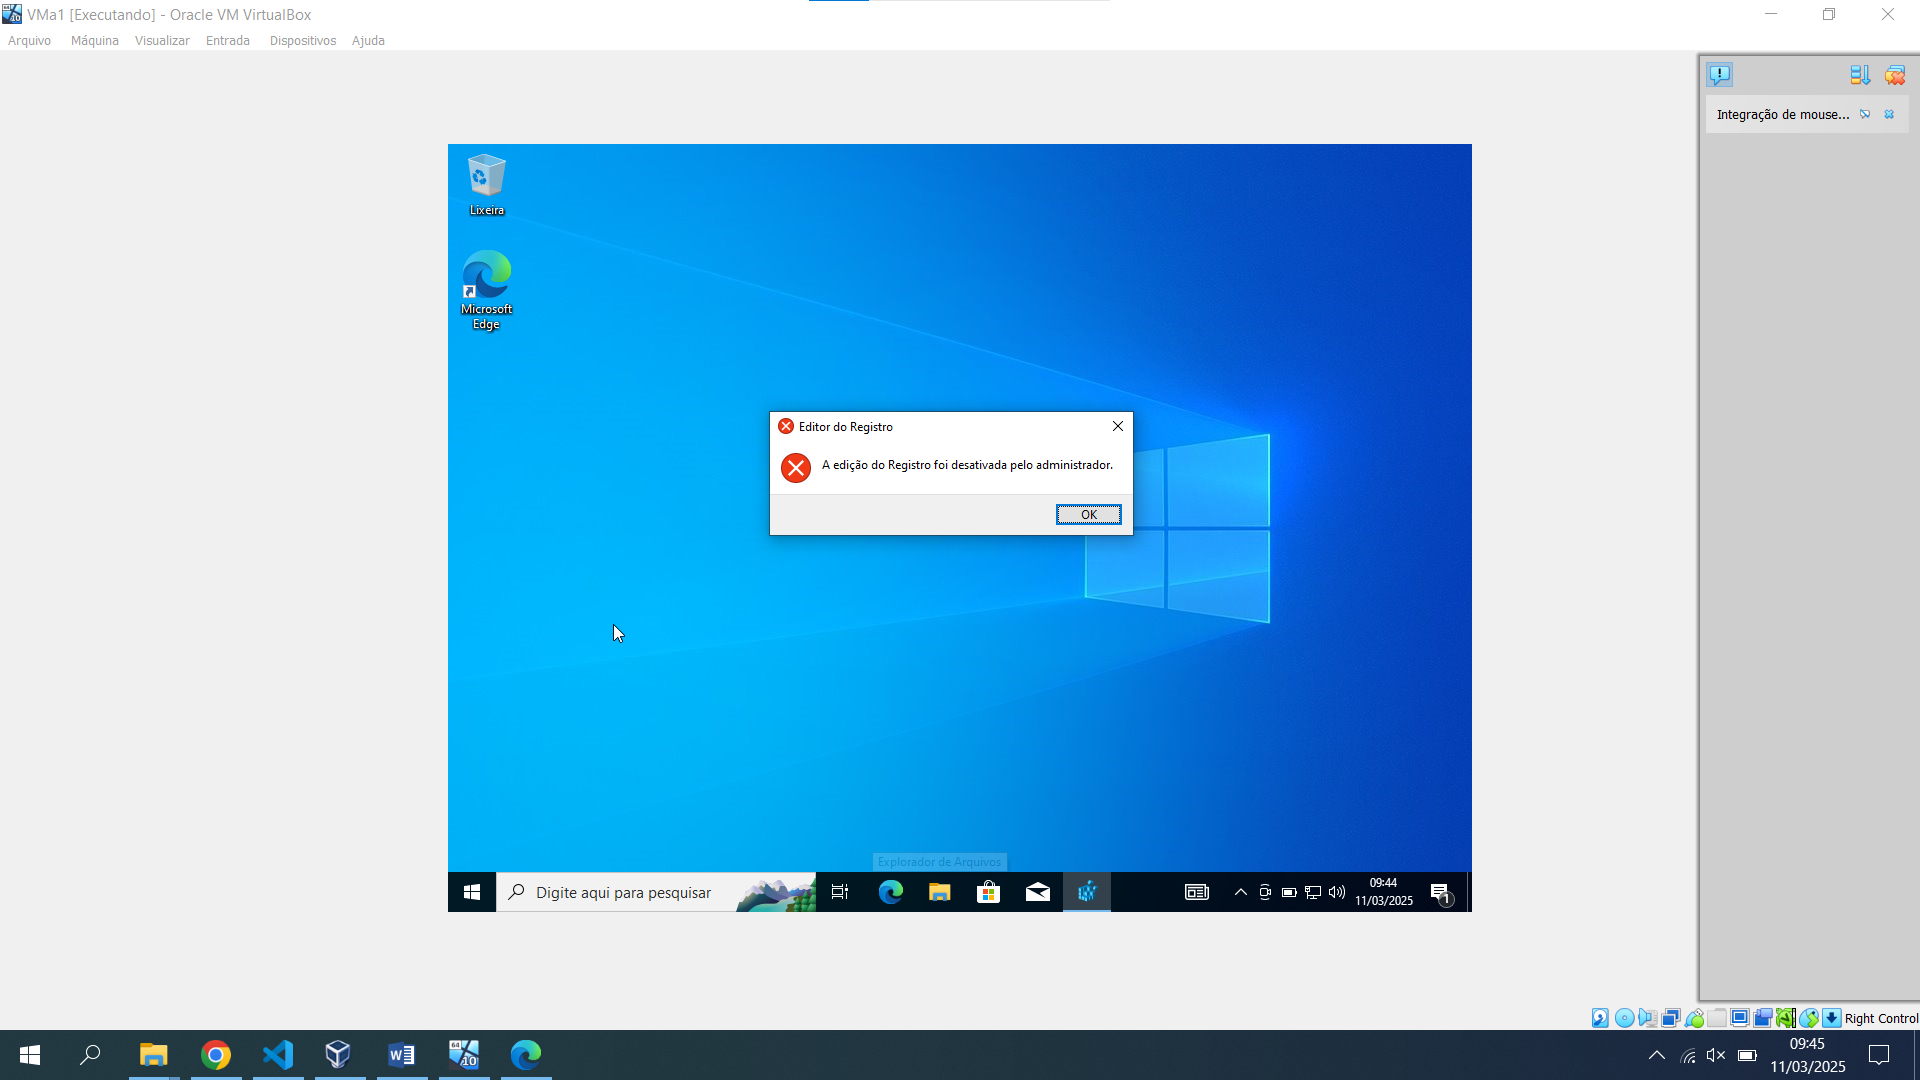 VMa1 [Executando] - Oracle VM VirtualBox
Arquivo Máquina Visualizar Entrada Dispositivos Ajuda
Integração de mouse...
Lixeira
Microsoft
Edge
Editor do Registro
A edição do Registro foi desativada pelo administrador.
OK
Explorador de Arquivos
Digite aqui para pesquisar
09:44
11/03/2025
1
Right Control
09:45
11/03/2025